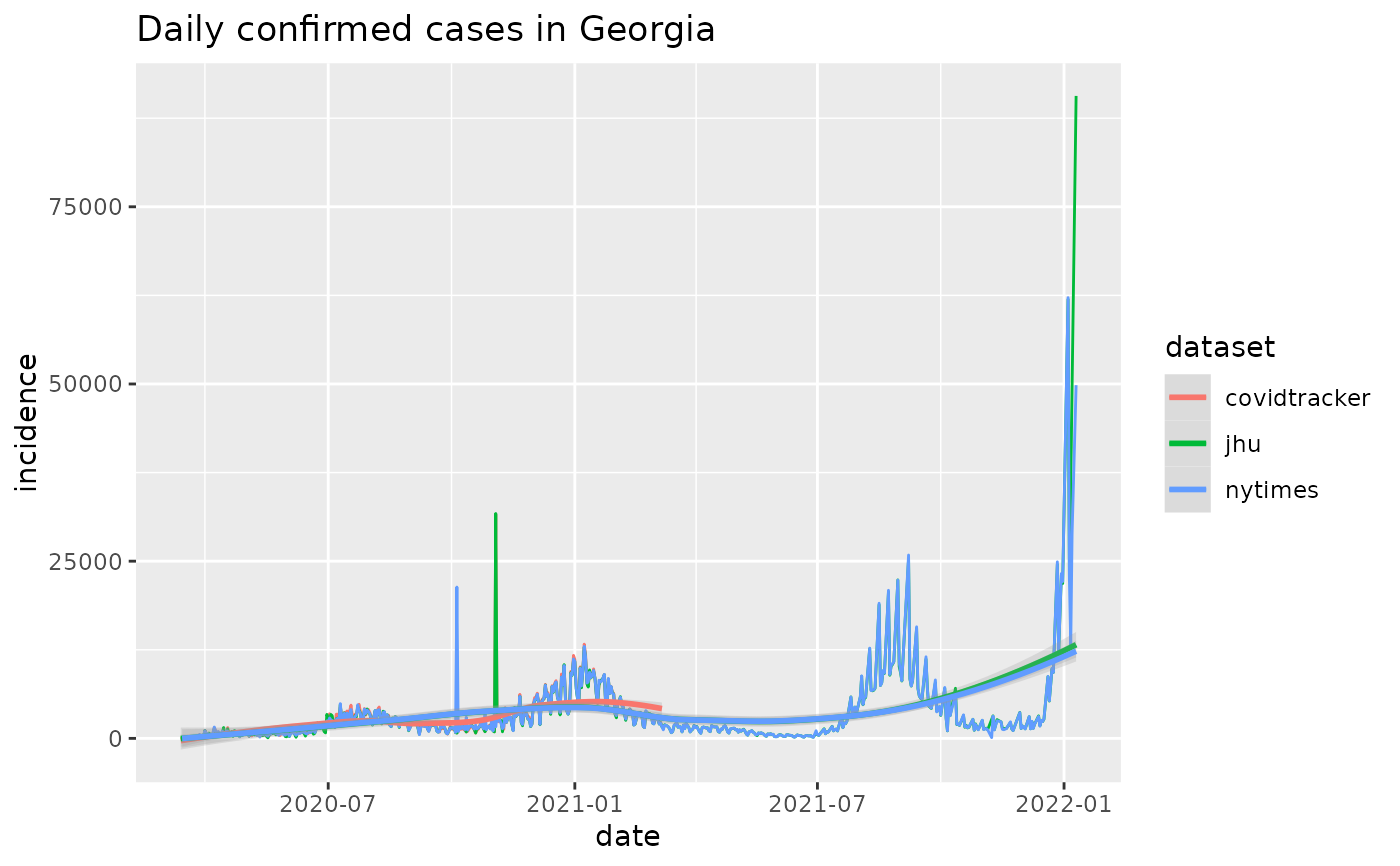 Daily confirmed cases in Georgia
incidence
75000
50000
25000
0
2020-07
2021-01
2021-07
2022-01
date
dataset
covidtracker
jhu
nytimes